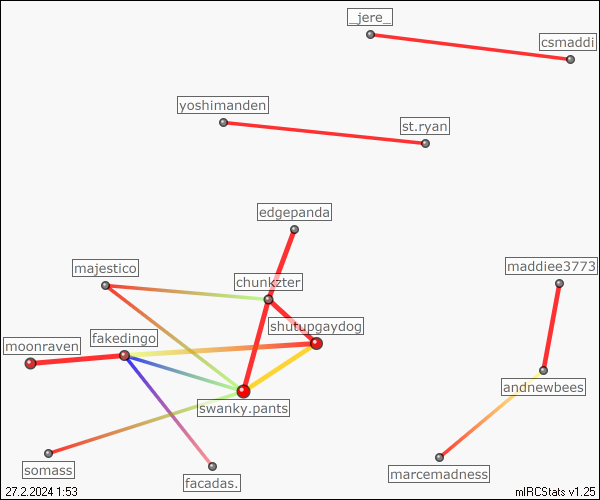 _jere_
csmaddi
yoshimanden
st.ryan
edgepanda
majestico
maddiee3773
chunkzter
shutupgaydog
fakedingo
moonraven
andnewbees
swanky.pants
somass
marcemadness
facadas.
27.2.2024 1:53
mIRCStats v1.25